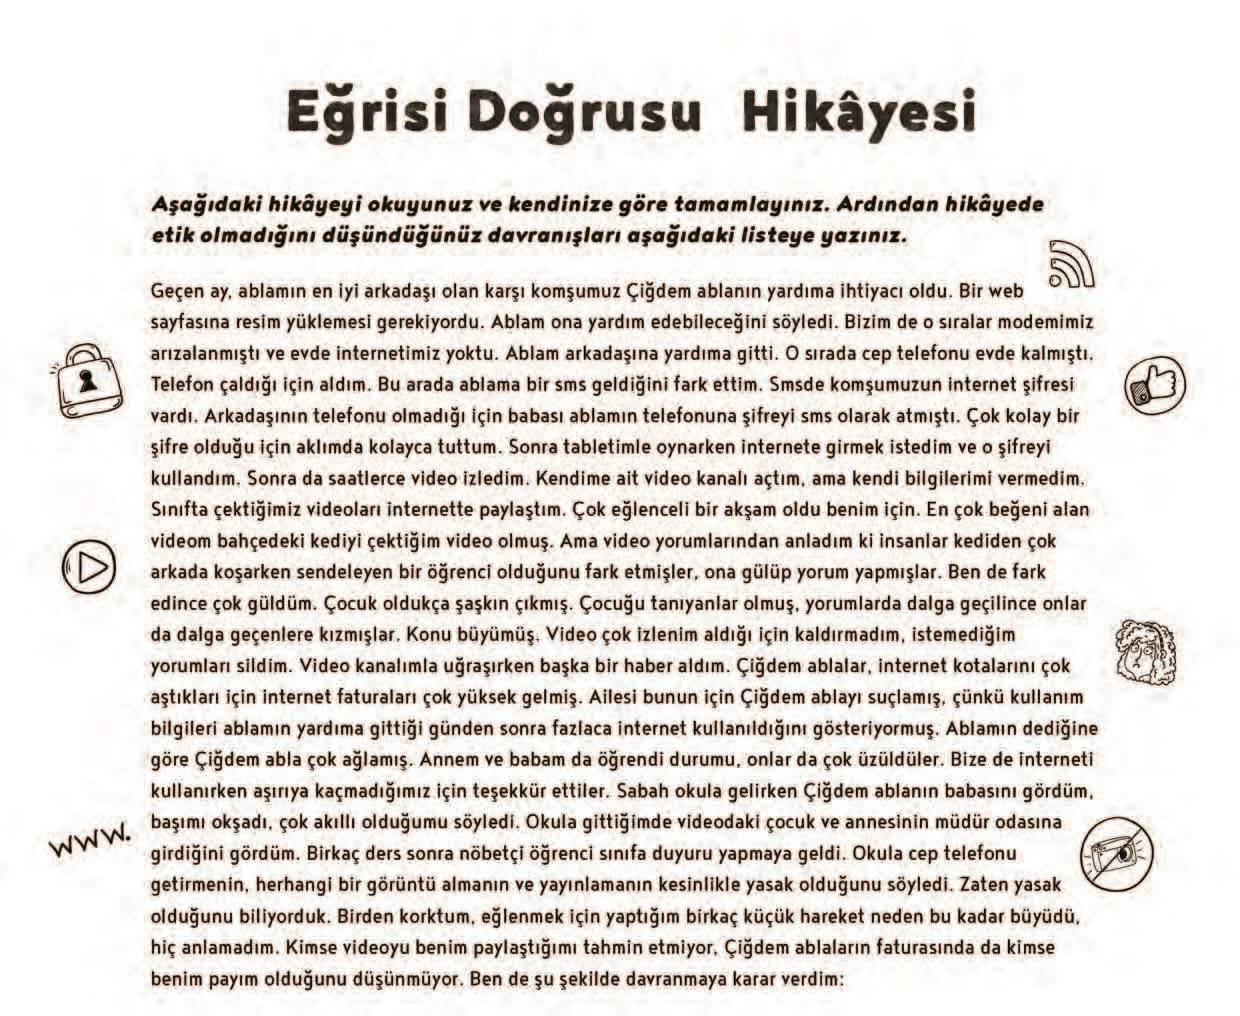 Eğrisi Doğrusu Hikâyesi
Aşağıdaki hikâyeyi okuyunuz ve kendinize göre tamamlayınız. Ardından hikâyede
etik olmadığını düşündüğünüz davranışları aşağıdaki listeye yazınız.
Geçen ay, ablamın en iyi arkadaşı olan karşı komşumuz Çiğdem ablanın yardıma ihtiyacı oldu. Bir web
sayfasına resim yüklemesi gerekiyordu. Ablam ona yardım edebileceğini söyledi. Bizim de o sıralar modemimiz
arızalanmıştı ve evde internetimiz yoktu. Ablam arkadaşına yardıma gitti. O sırada cep telefonu evde kalmıştı.
Telefon çaldığı için aldım. Bu arada ablama bir sms geldiğini fark ettim. Smsde komşumuzun internet şifresi
vardı. Arkadaşının telefonu olmadığı için babası ablamın telefonuna şifreyi sms olarak atmıştı. Çok kolay bir
şifre olduğu için aklımda kolayca tuttum. Sonra tabletimle oynarken internete girmek istedim ve o şifreyi
kullandım. Sonra da saatlerce video izledim. Kendime ait video kanalı açtım, ama kendi bilgilerimi vermedim.
Sınıfta çektiğimiz videoları internette paylaştım. Çok eğlenceli bir akşam oldu benim için. En çok beğeni alan
videom bahçedeki kediyi çektiğim video olmuş. Ama video yorumlarından anladım ki insanlar kediden çok
arkada koşarken sendeleyen bir öğrenci olduğunu fark etmişler, ona gülüp yorum yapmışlar. Ben de fark
edince çok güldüm. Çocuk oldukça şaşkın çıkmış. Çocuğu tanıyanlar olmuş, yorumlarda dalga geçilince onlar
da dalga geçenlere kızmışlar. Konu büyümüş. Video çok izlenim aldığı için kaldırmadım, istemediğim
yorumları sildim. Video kanalımla uğraşırken başka bir haber aldım. Çiğdem ablalar, internet kotalarını çok
aştıkları için internet faturaları çok yüksek gelmiş. Ailesi bunun için Çiğdem ablayı suçlamış, çünkü kullanım
bilgileri ablamın yardıma gittiği günden sonra fazlaca internet kullanıldığını gösteriyormuş. Ablamın dediğine
göre Çiğdem abla çok ağlamış. Annem ve babam da öğrendi durumu, onlar da çok üzüldüler. Bize de interneti
kullanırken aşırıya kaçmadığımız için teşekkür ettiler. Sabah okula gelirken Çiğdem ablanın babasını gördüm,
başımı okşadı, çok akıllı olduğumu söyledi. Okula gittiğimde videodaki çocuk ve annesinin müdür odasına
girdiğini gördüm. Birkaç ders sonra nöbetçi öğrenci sınıfa duyuru yapmaya geldi. Okula cep telefonu
getirmenin, herhangi bir görüntü almanın ve yayınlamanın kesinlikle yasak olduğunu söyledi. Zaten yasak
olduğunu biliyorduk. Birden korktum, eğlenmek için yaptığım birkaç küçük hareket neden bu kadar büyüdü,
hiç anlamadım. Kimse videoyu benim paylaştığımı tahmin etmiyor, Çiğdem ablaların faturasında da kimse
benim payım olduğunu düşünmüyor. Ben de şu şekilde davranmaya karar verdim:
www.